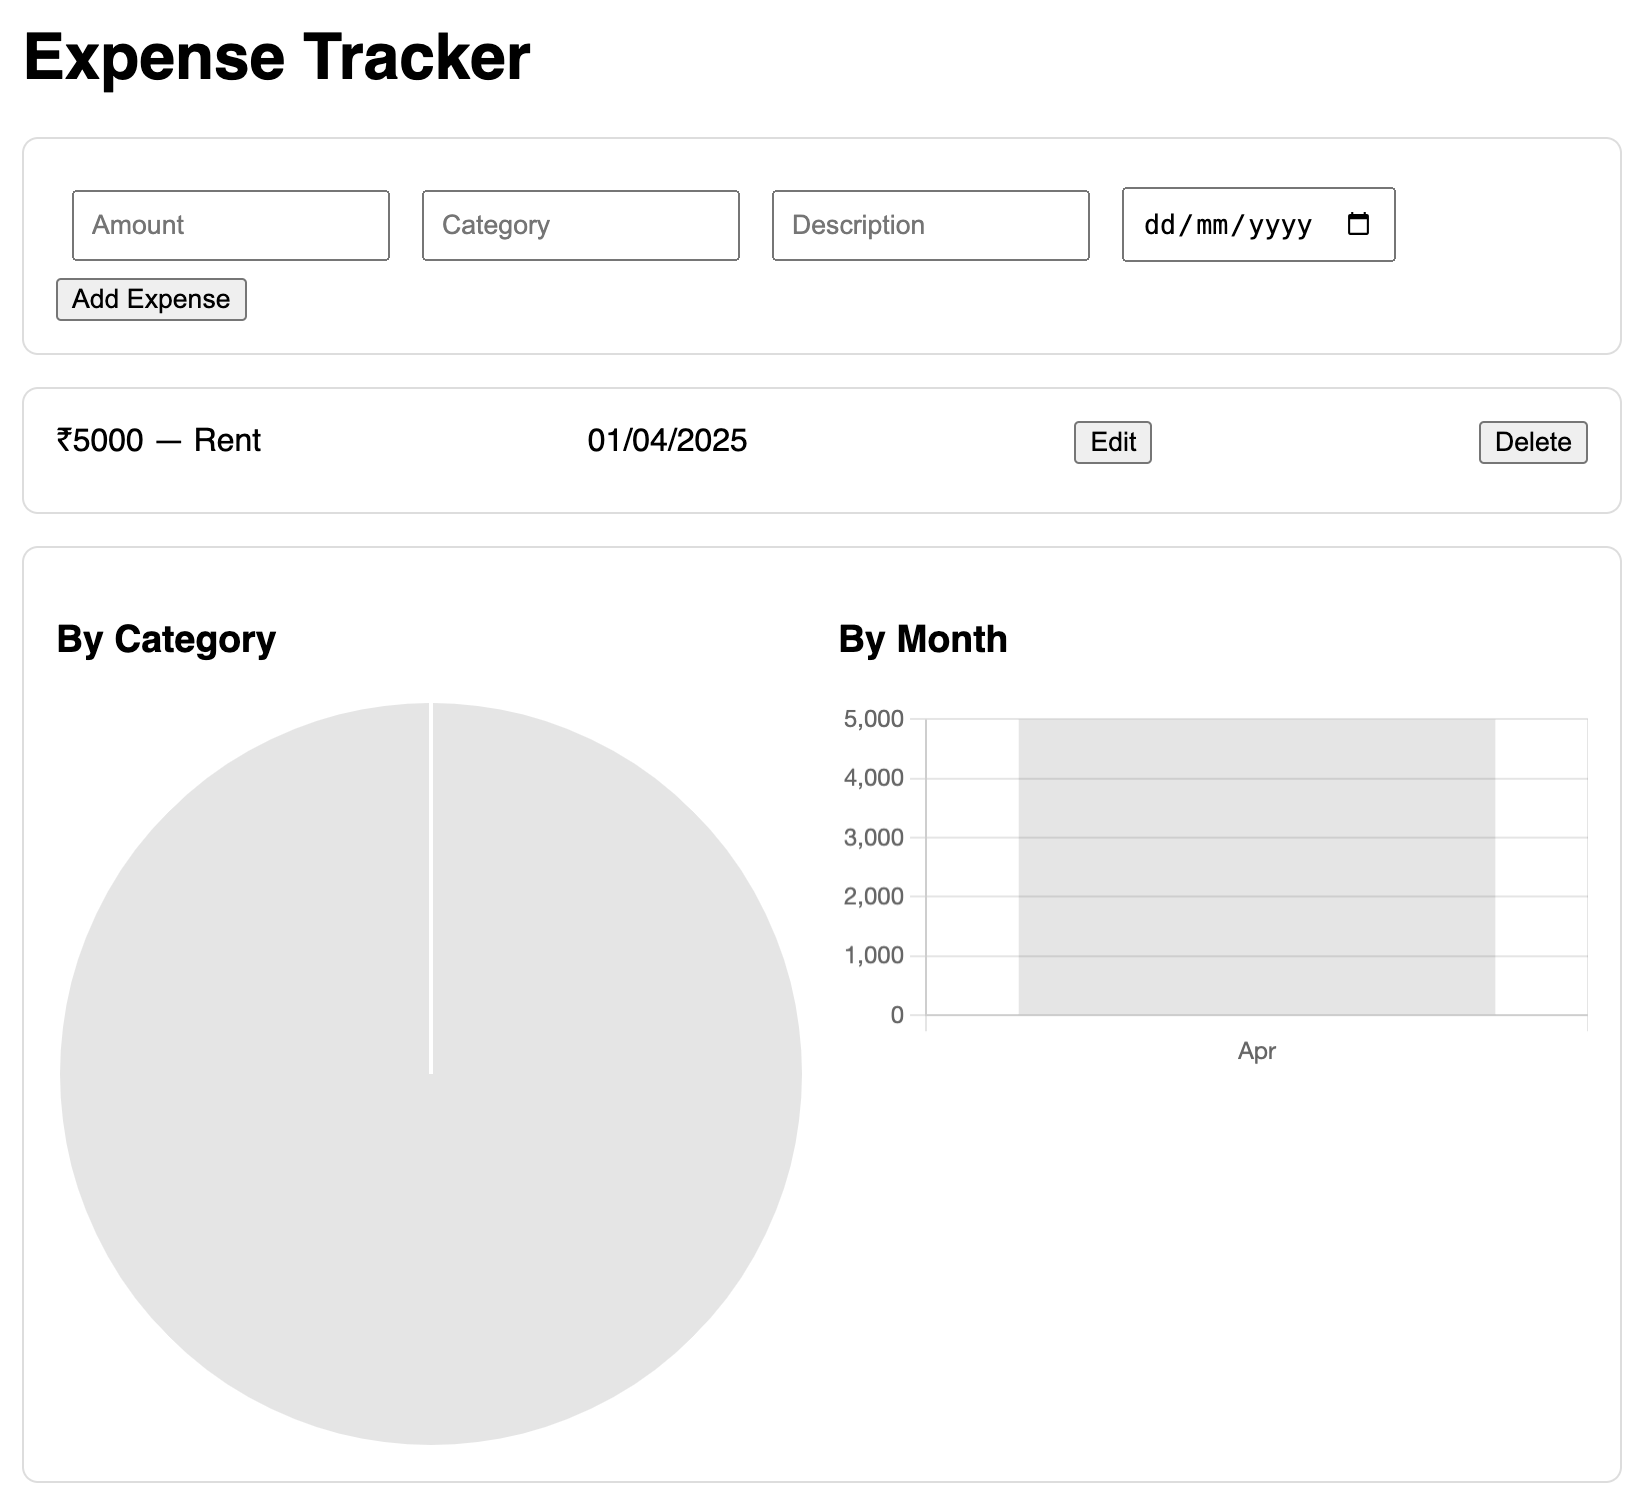 Expense Tracker
Amount Category Description dd/mm/yyyy
Add Expense
₹5000 — Rent 01/04/2025 Edit Delete
By Category
By Month
5,000
4,000
3,000
2,000
1,000
0
Apr